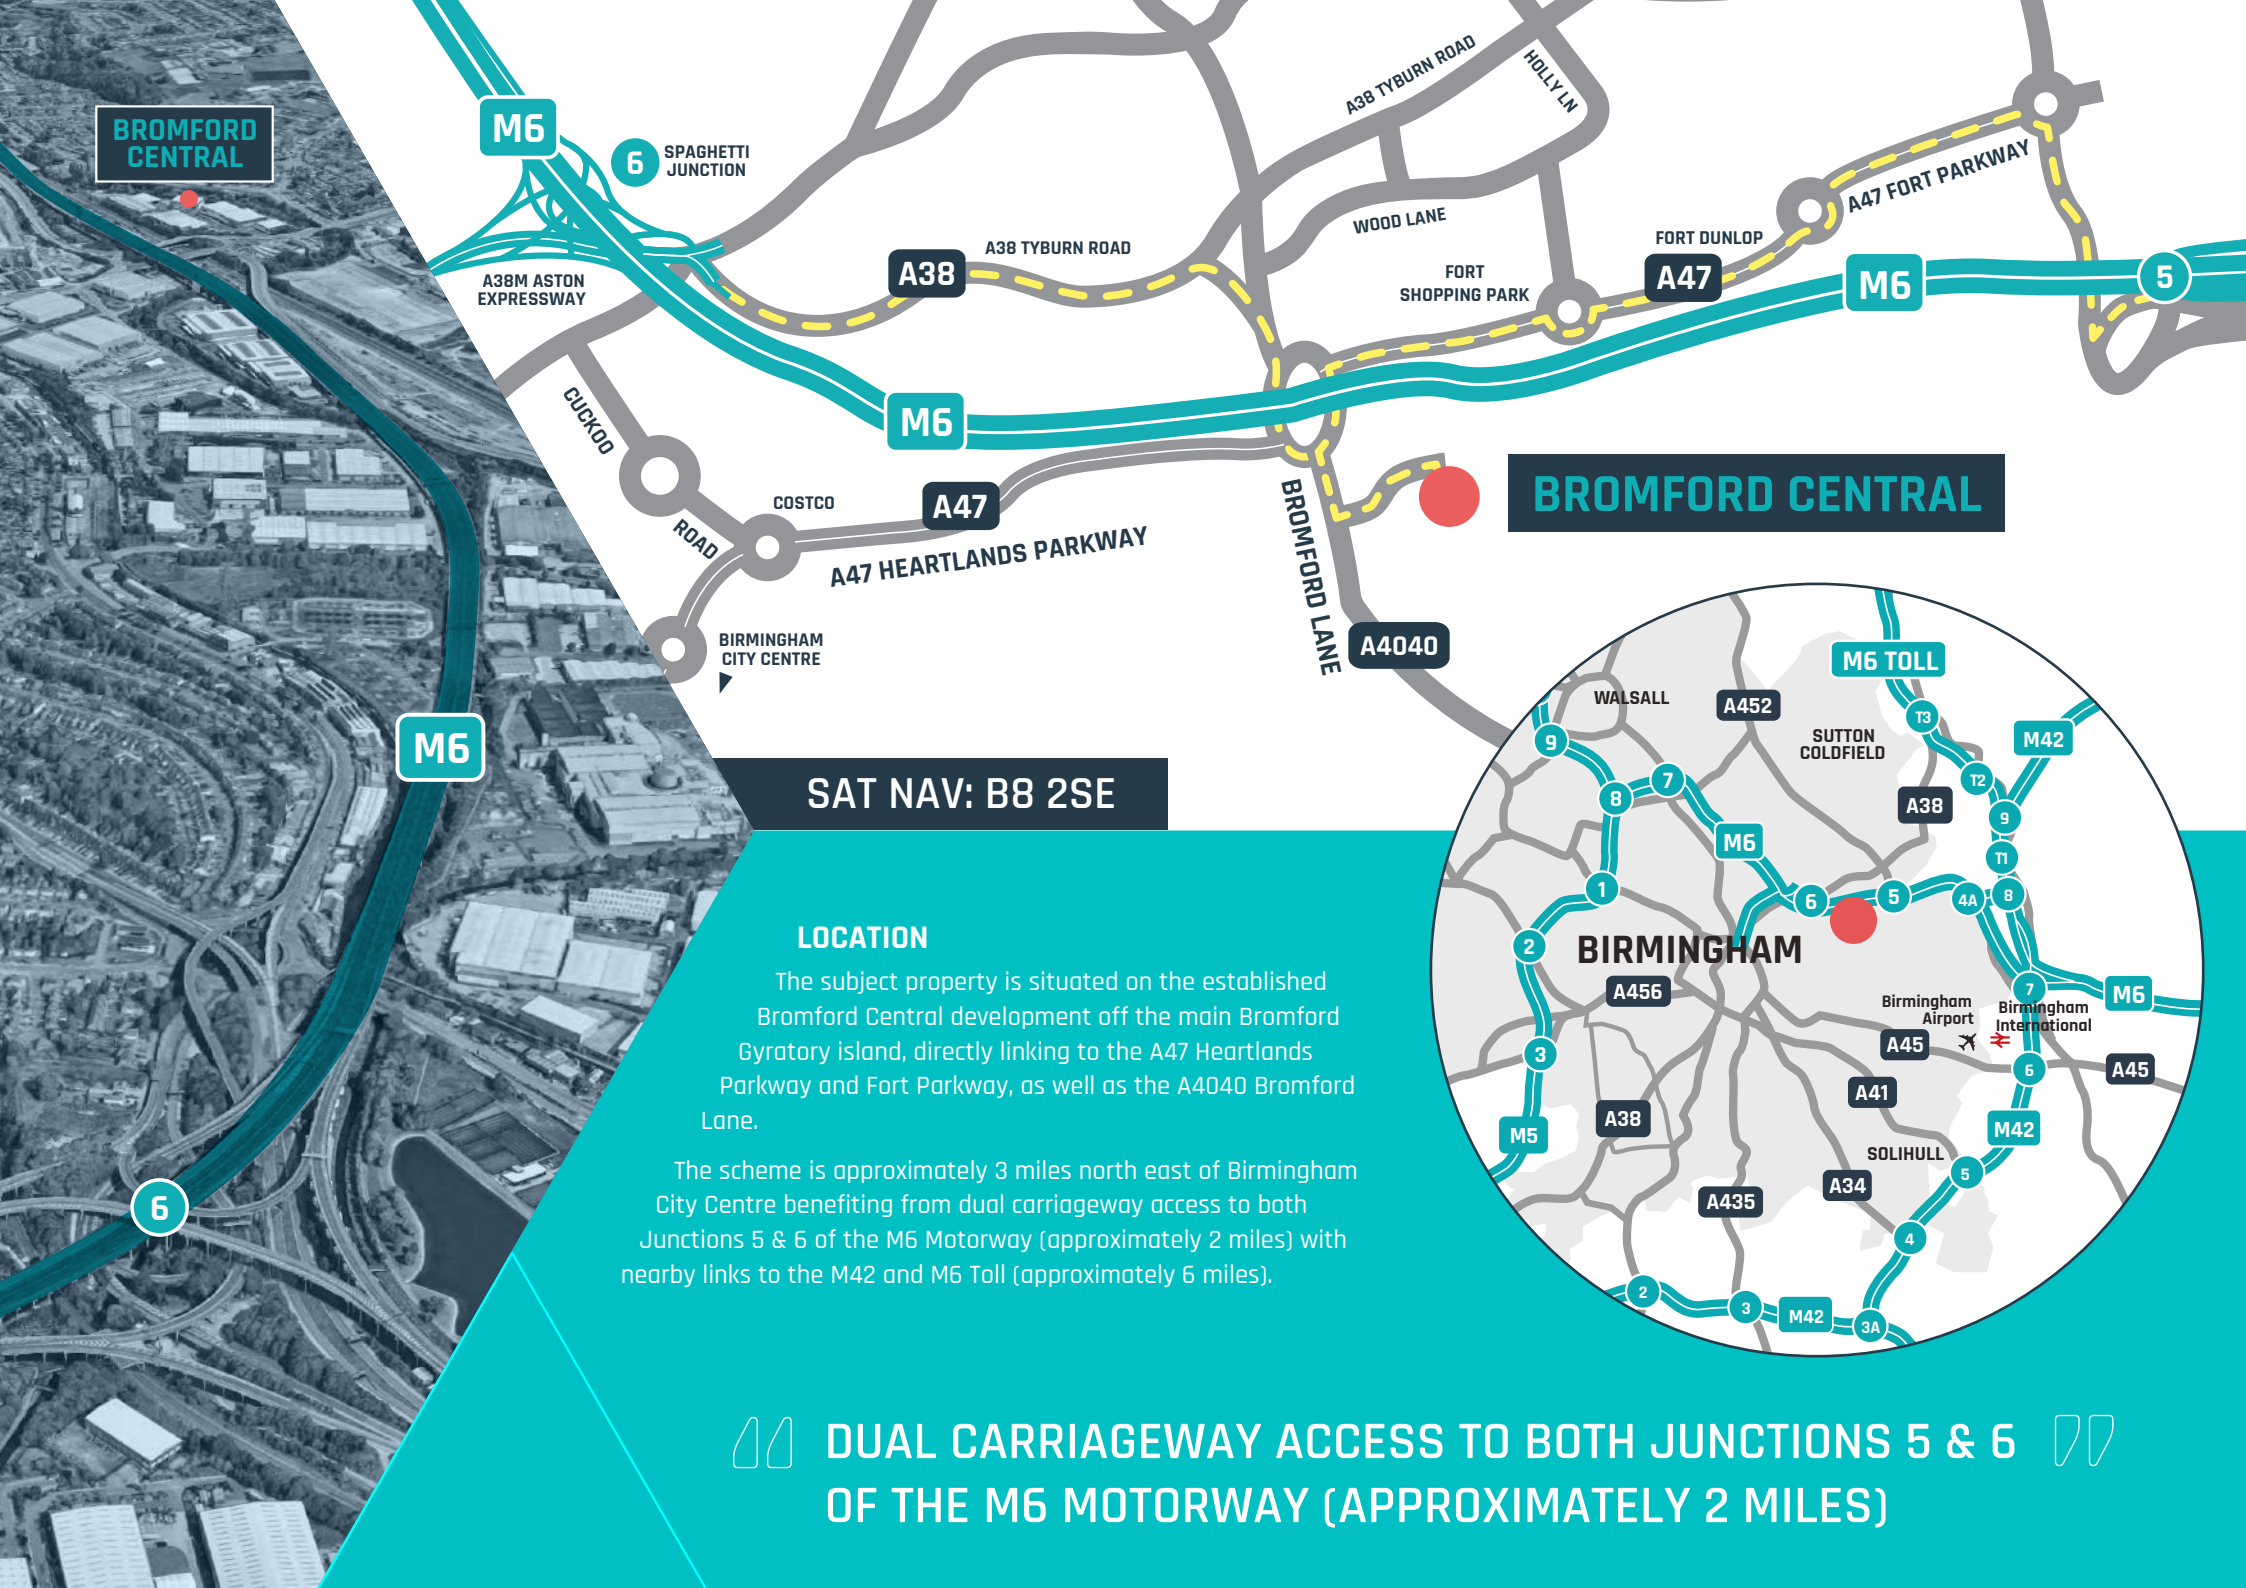 BROMFORD
CENTRAL
M6
6
M6
6
SPAGHETTI
JUNCTION
A38M ASTON
EXPRESSWAY
A38
A38 TYBURN ROAD
A38 TYBURN ROAD
HOLLY LN
WOOD LANE
FORT
SHOPPING PARK
FORT DUNLOP
A47
A47 FORT PARKWAY
M6
5
M6
CUCKOO
ROAD
COSTCO
A47
A47 HEARTLANDS PARKWAY
BIRMINGHAM
CITY CENTRE
BROMFORD LANE
A4040
BROMFORD CENTRAL
SAT NAV: B8 2SE
LOCATION
The subject property is situated on the established
Bromford Central development off the main Bromford
Gyratory island, directly linking to the A47 Heartlands
Parkway and Fort Parkway, as well as the A4040 Bromford
Lane.
The scheme is approximately 3 miles north east of Birmingham
City Centre benefiting from dual carriageway access to both
Junctions 5 & 6 of the M6 Motorway (approximately 2 miles) with
nearby links to the M42 and M6 Toll (approximately 6 miles).
M6 TOLL
WALSALL
A452
T3
SUTTON
COLDFIELD
M42
9
7
8
T2
A38
9
M6
T1
1
6
5
4A
8
2
BIRMINGHAM
A456
7
M6
Birmingham
Airport
Birmingham
International
3
A45
6
A45
A41
A38
M5
M42
SOLIHULL
5
A34
A435
4
2
3
M42
3A
“ DUAL CARRIAGEWAY ACCESS TO BOTH JUNCTIONS 5 & 6 ”
OF THE M6 MOTORWAY (APPROXIMATELY 2 MILES)